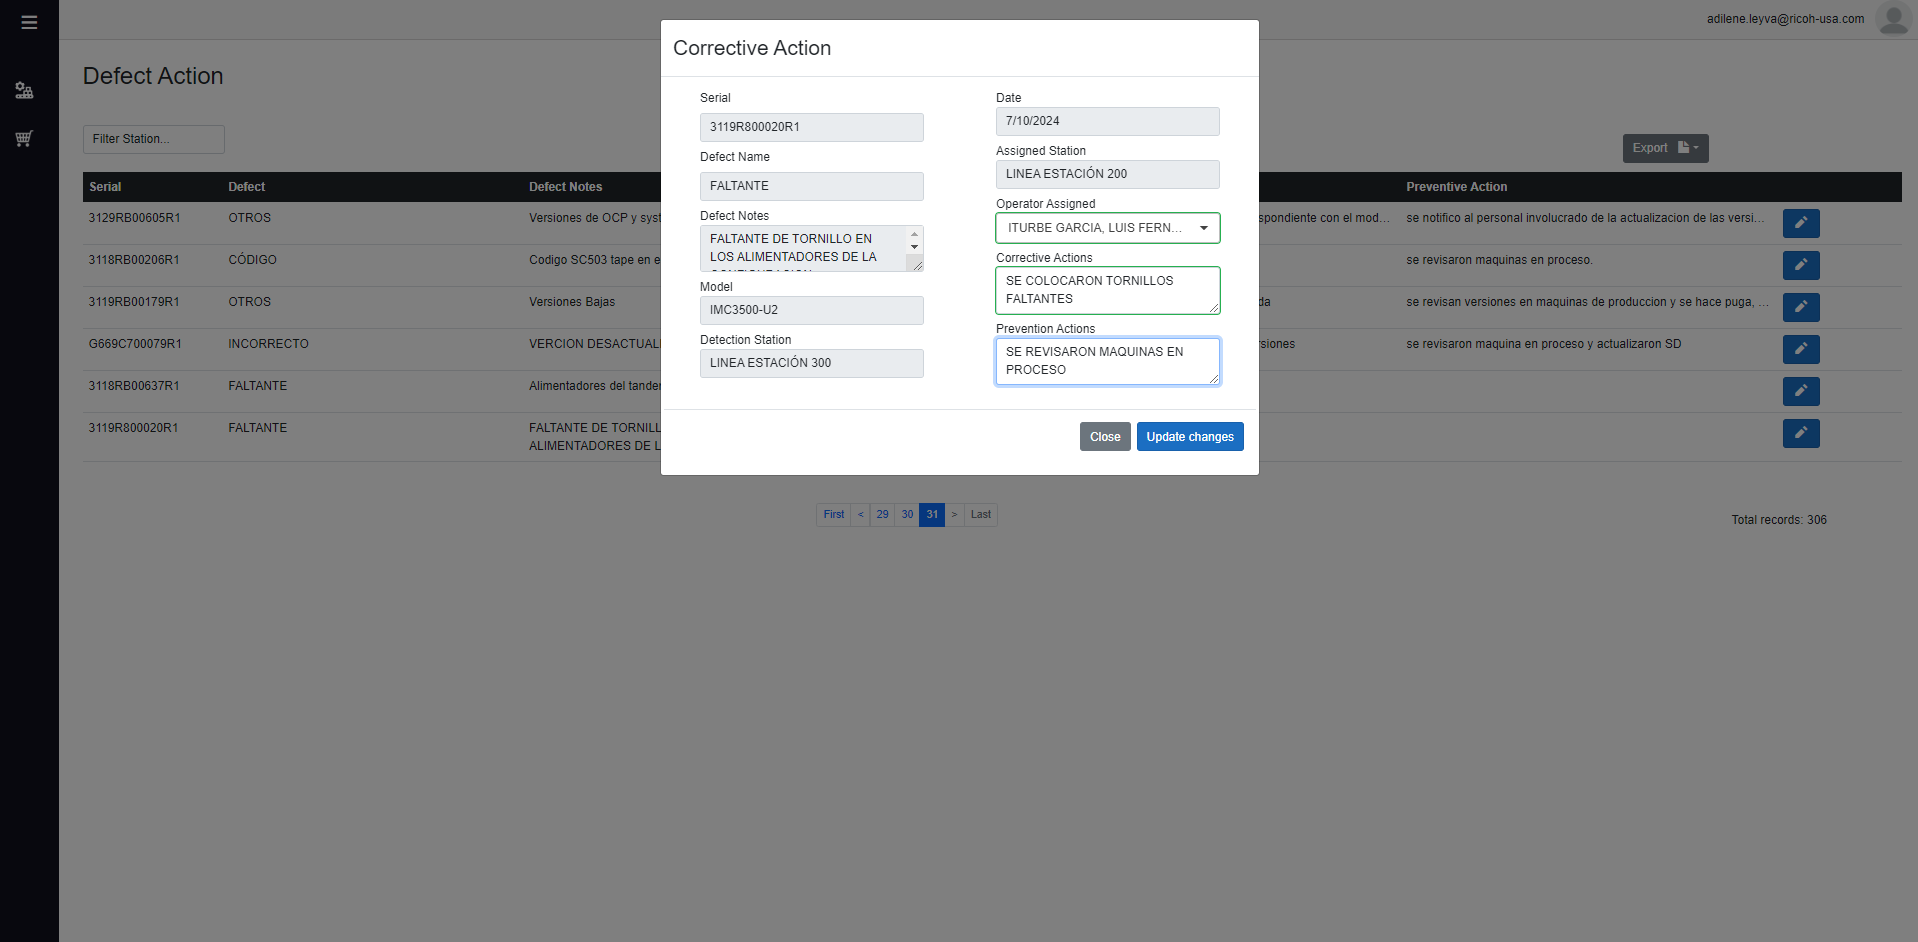 adilene.leyva@ricoh-usa.com
Defect Action
Filter Station...
Export
Serial Defect Defect Notes Preventive Action
3129RB00605R1 OTROS Versiones de OCP y syst spondiente con el mod... se notifico al personal involucrado de la actualizacion de las versi...
3118RB00206R1 CÓDIGO Codigo SC503 tape en e se revisaron maquinas en proceso.
3119RB00179R1 OTROS Versiones Bajas da se revisan versiones en maquinas de produccion y se hace puga, ...
G669C700079R1 INCORRECTO VERCION DESACTUALI rsiones se revisaron maquina en proceso y actualizaron SD
3118RB00637R1 FALTANTE Alimentadores del tander
3119R800020R1 FALTANTE FALTANTE DE TORNILL
ALIMENTADORES DE L
First < 29 30 31 > Last
Total records: 306
Corrective Action
Serial
3119R800020R1
Defect Name
FALTANTE
Defect Notes
FALTANTE DE TORNILLO EN
LOS ALIMENTADORES DE LA
Model
IMC3500-U2
Detection Station
LINEA ESTACIÓN 300
Date
7/10/2024
Assigned Station
LINEA ESTACIÓN 200
Operator Assigned
ITURBE GARCIA, LUIS FERN...
Corrective Actions
SE COLOCARON TORNILLOS
FALTANTES
Prevention Actions
SE REVISARON MAQUINAS EN
PROCESO
Close Update changes